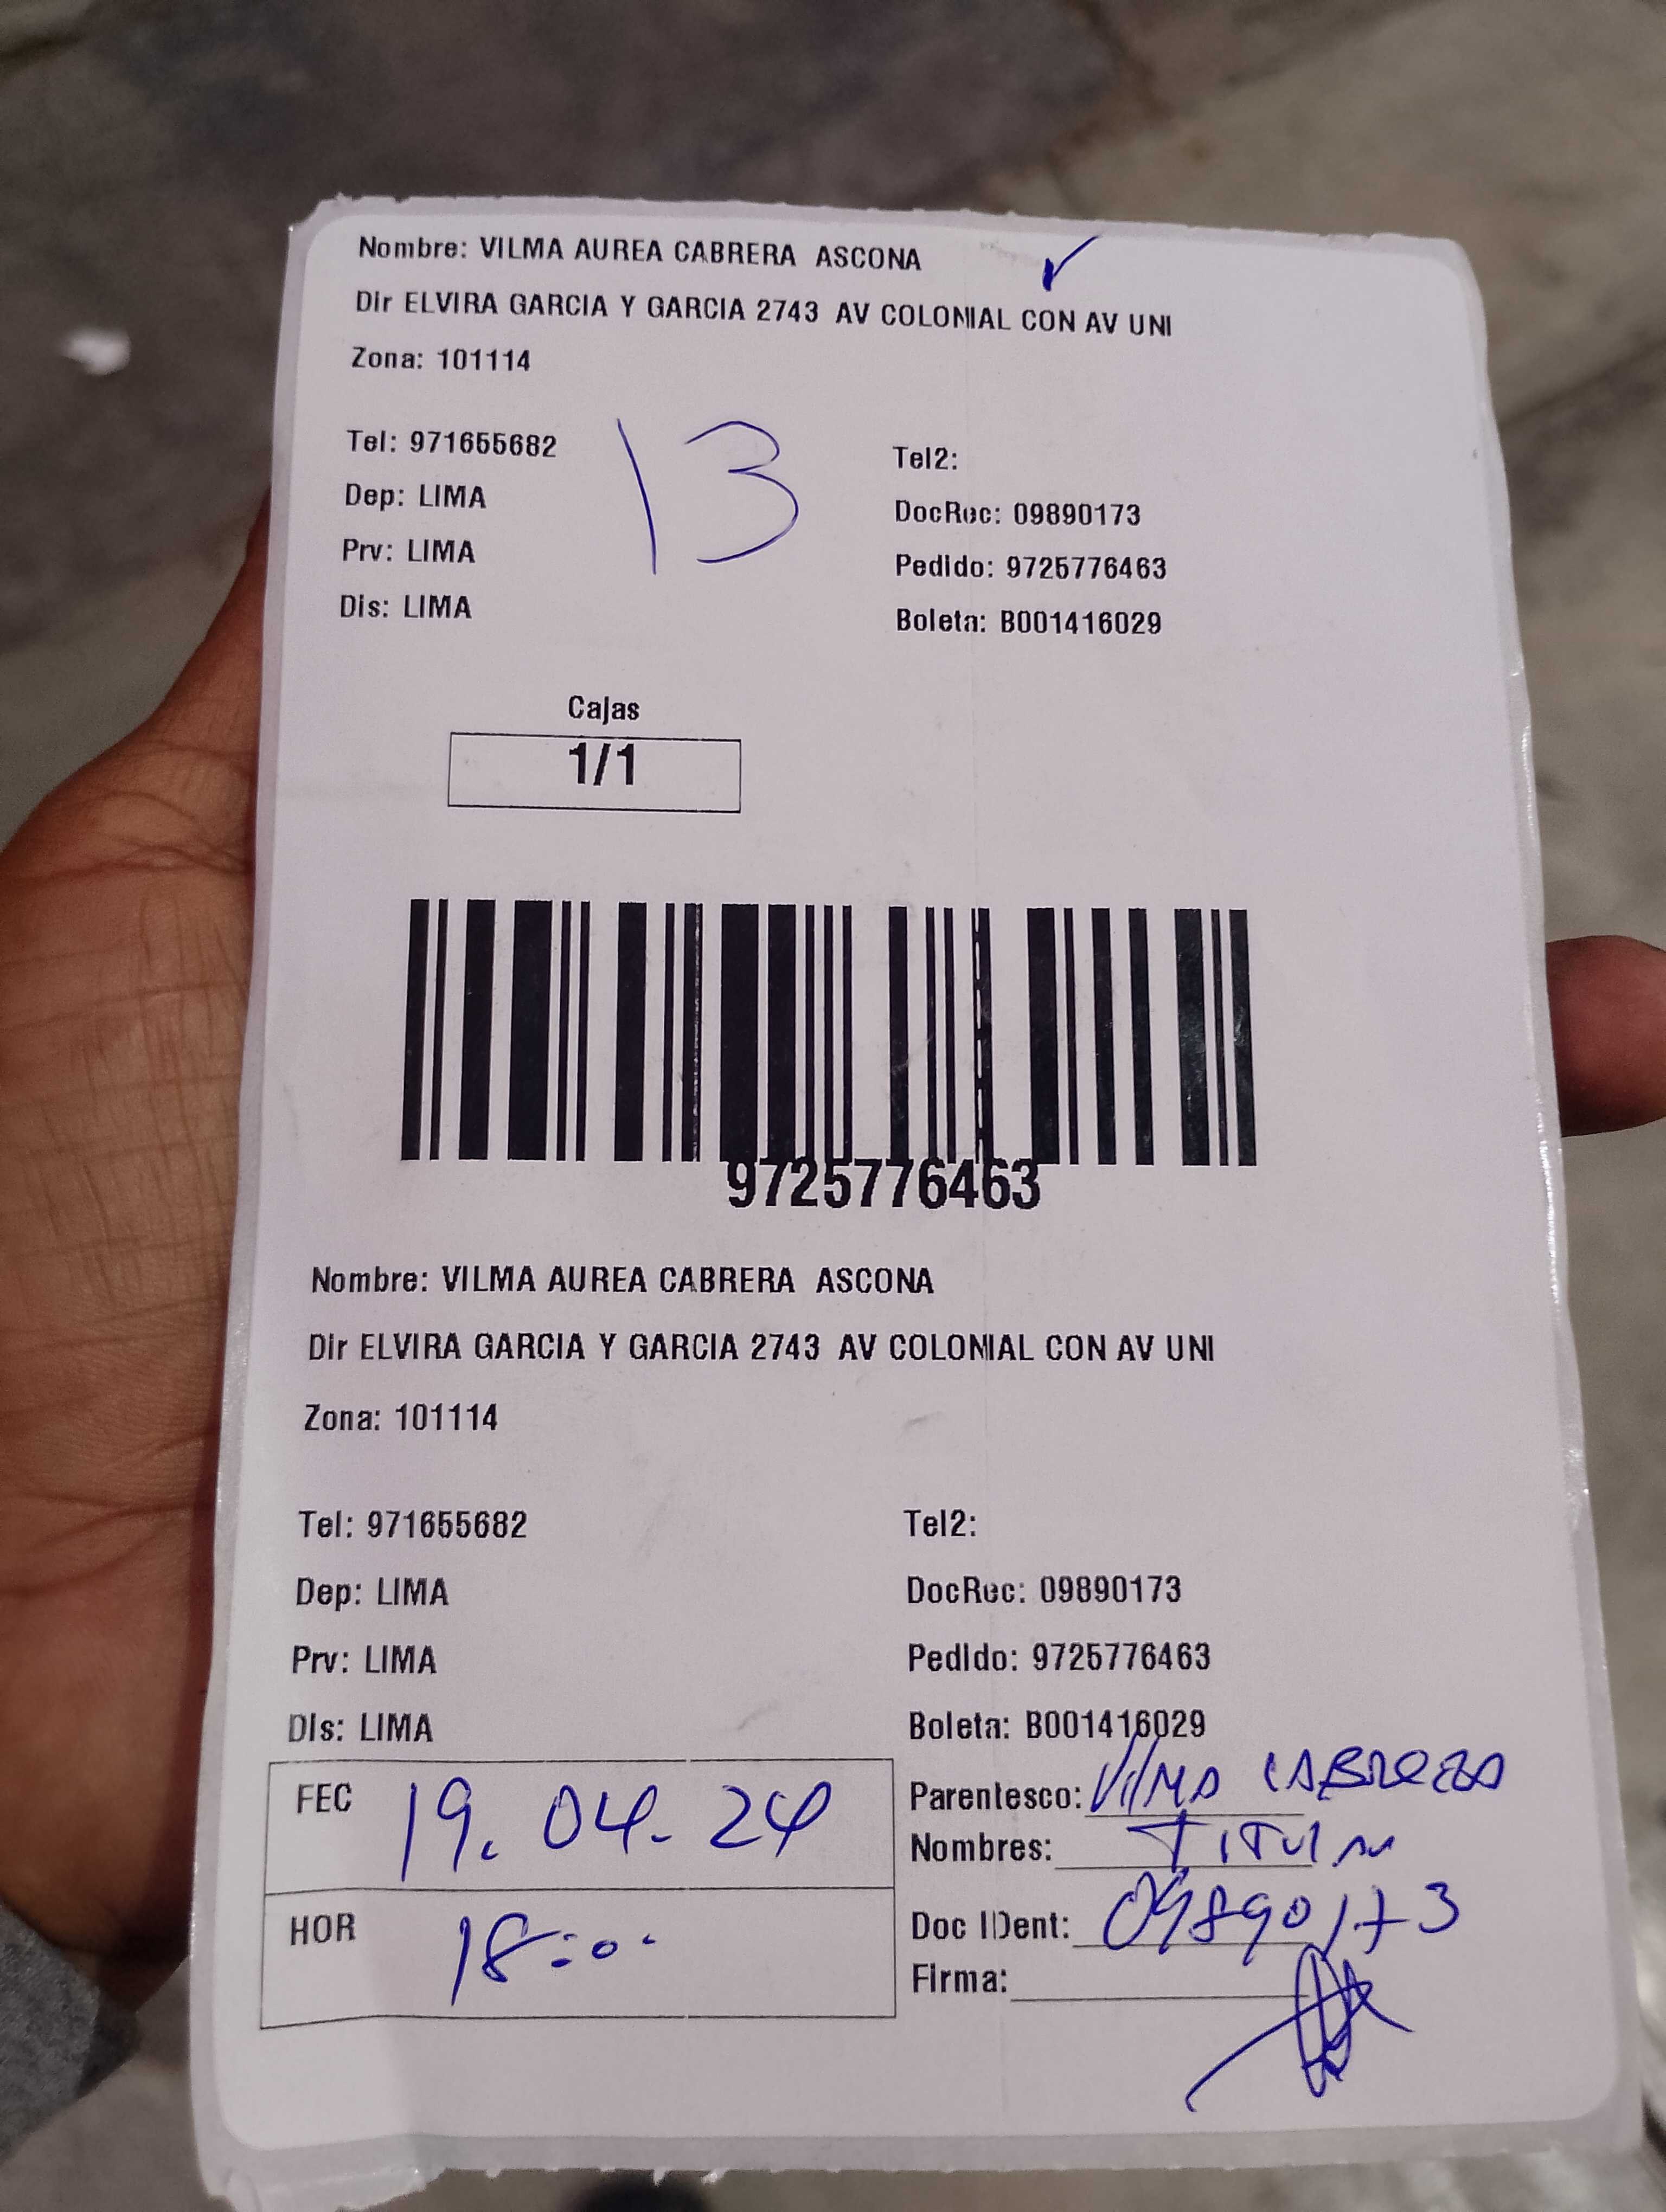 Nombre: VILMA AUREA CABRERA ASCONA ✓
Dir ELVIRA GARCIA Y GARCIA 2743 AV COLONIAL CON AV UNI
Zona: 101114
13
Tel: 971655682 Tel2:
Dep: LIMA DocRec: 09890173
Prv: LIMA Pedido: 9725776463
Dis: LIMA Boleta: B001416029
Cajas
1/1
9725776463
Nombre: VILMA AUREA CABRERA ASCONA
Dir ELVIRA GARCIA Y GARCIA 2743 AV COLONIAL CON AV UNI
Zona: 101114
Tel: 971655682 Tel2:
Dep: LIMA DocRec: 09890173
Prv: LIMA Pedido: 9725776463
Dis: LIMA Boleta: B001416029
FEC 19.04.24
HOR 18:00
Parentesco: Vilma CABRERA
Nombres:
Doc IDent: 09890173
Firma: